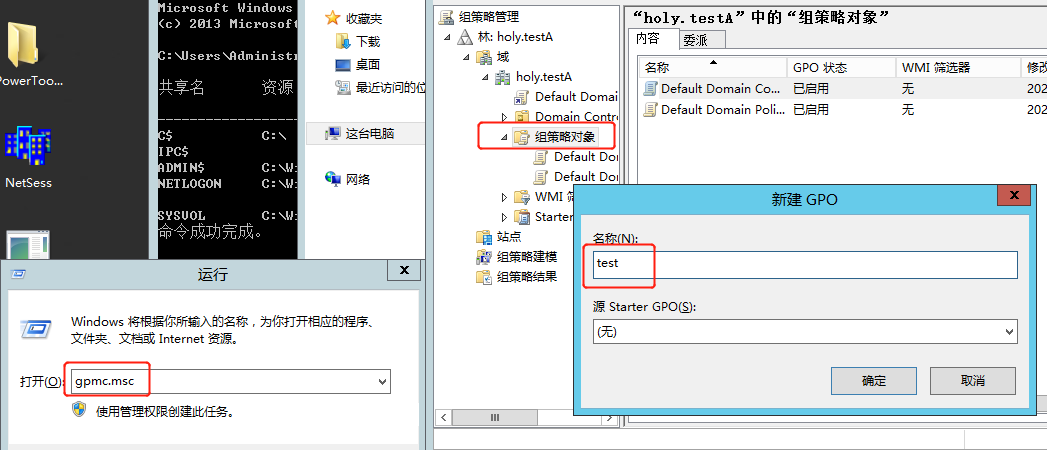 PowerToo...
NetSess
Microsoft Windows
(c) 2013 Microsof
C:\Users\Administr
共享名 资源
C$ C:\
IPC$
ADMIN$ C:\Wi
NETLOGON C:\Wi
SYSVOL C:\Wi
命令成功完成。
收藏夹
下载
桌面
最近访问的位
这台电脑
网络
运行
x
Windows 将根据你所输入的名称，为你打开相应的程序、
文件夹、文档或 Internet 资源。
打开(O): gpmc.msc
使用管理权限创建此任务。
组策略管理
林: holy.testA
域
holy.testA
Default Domai
Domain Contro
组策略对象
Default Do
Default Do
WMI 筛
Starter
站点
组策略建模
组策略结果
“holy.testA”中的“组策略对象”
内容 委派
名称 GPO 状态 WMI 筛选器 修改
Default Domain Co... 已启用 无 202
Default Domain Poli... 已启用 无 202
新建 GPO
x
名称(N):
test
源 Starter GPO(S):
(无)
确定 取消